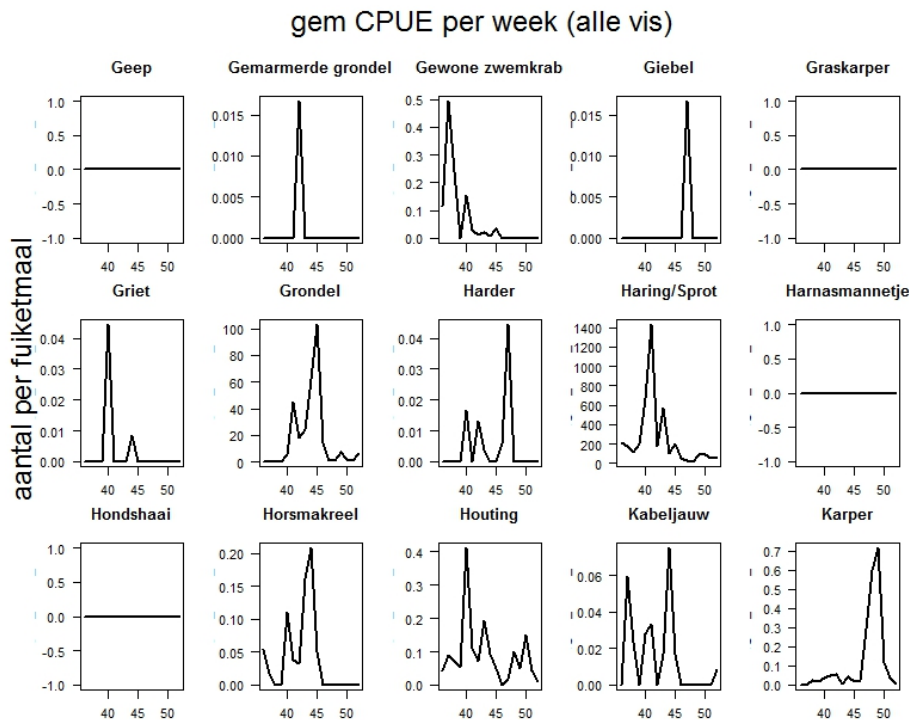 gem CPUE per week (alle vis)
aantal per fuiketmaal
Geep Gemarmerde grondel Gewone zwemkrab Giebel Graskarper
1.0 0.5 0.0 -0.5 -1.0 40 45 50
0.015 0.010 0.005 0.000 40 45 50
0.5 0.4 0.3 0.2 0.1 0.0 40 45 50
0.015 0.010 0.005 0.000 40 45 50
1.0 0.5 0.0 -0.5 -1.0 40 45 50
Griet Grondel Harder Haring/Sprot Harnasmannetje
0.04 0.03 0.02 0.01 0.00 40 45 50
100 80 60 40 20 0 40 45 50
0.04 0.03 0.02 0.01 0.00 40 45 50
1400 1200 1000 800 600 400 200 0 40 45 50
1.0 0.5 0.0 -0.5 -1.0 40 45 50
Hondshaai Horsmakreel Houting Kabeljauw Karper
1.0 0.5 0.0 -0.5 -1.0 40 45 50
0.20 0.15 0.10 0.05 0.00 40 45 50
0.4 0.3 0.2 0.1 0.0 40 45 50
0.06 0.04 0.02 0.00 40 45 50
0.7 0.6 0.5 0.4 0.3 0.2 0.1 0.0 40 45 50